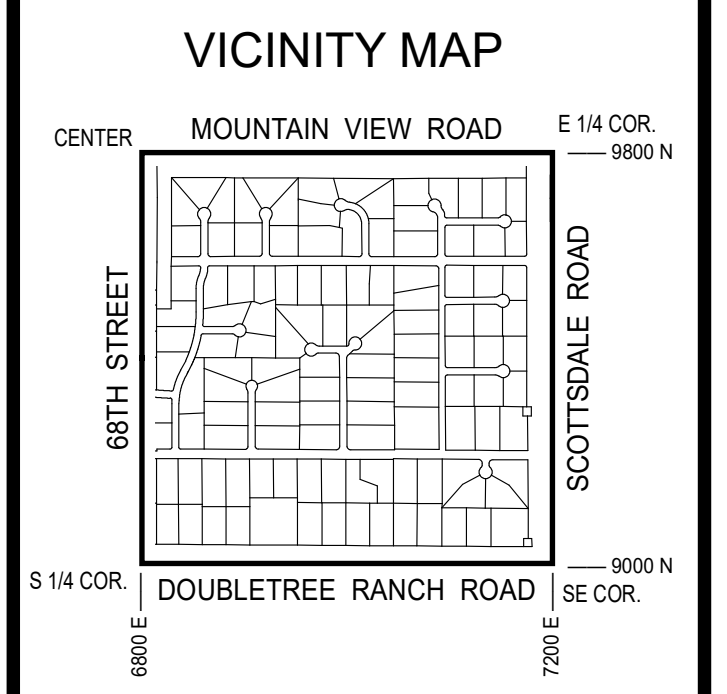 VICINITY MAP
CENTER
MOUNTAIN VIEW ROAD
E 1/4 COR.
9800 N
68TH STREET
SCOTTSDALE ROAD
S 1/4 COR.
DOUBLETREE RANCH ROAD
9000 N
SE COR.
6800 E
7200 E